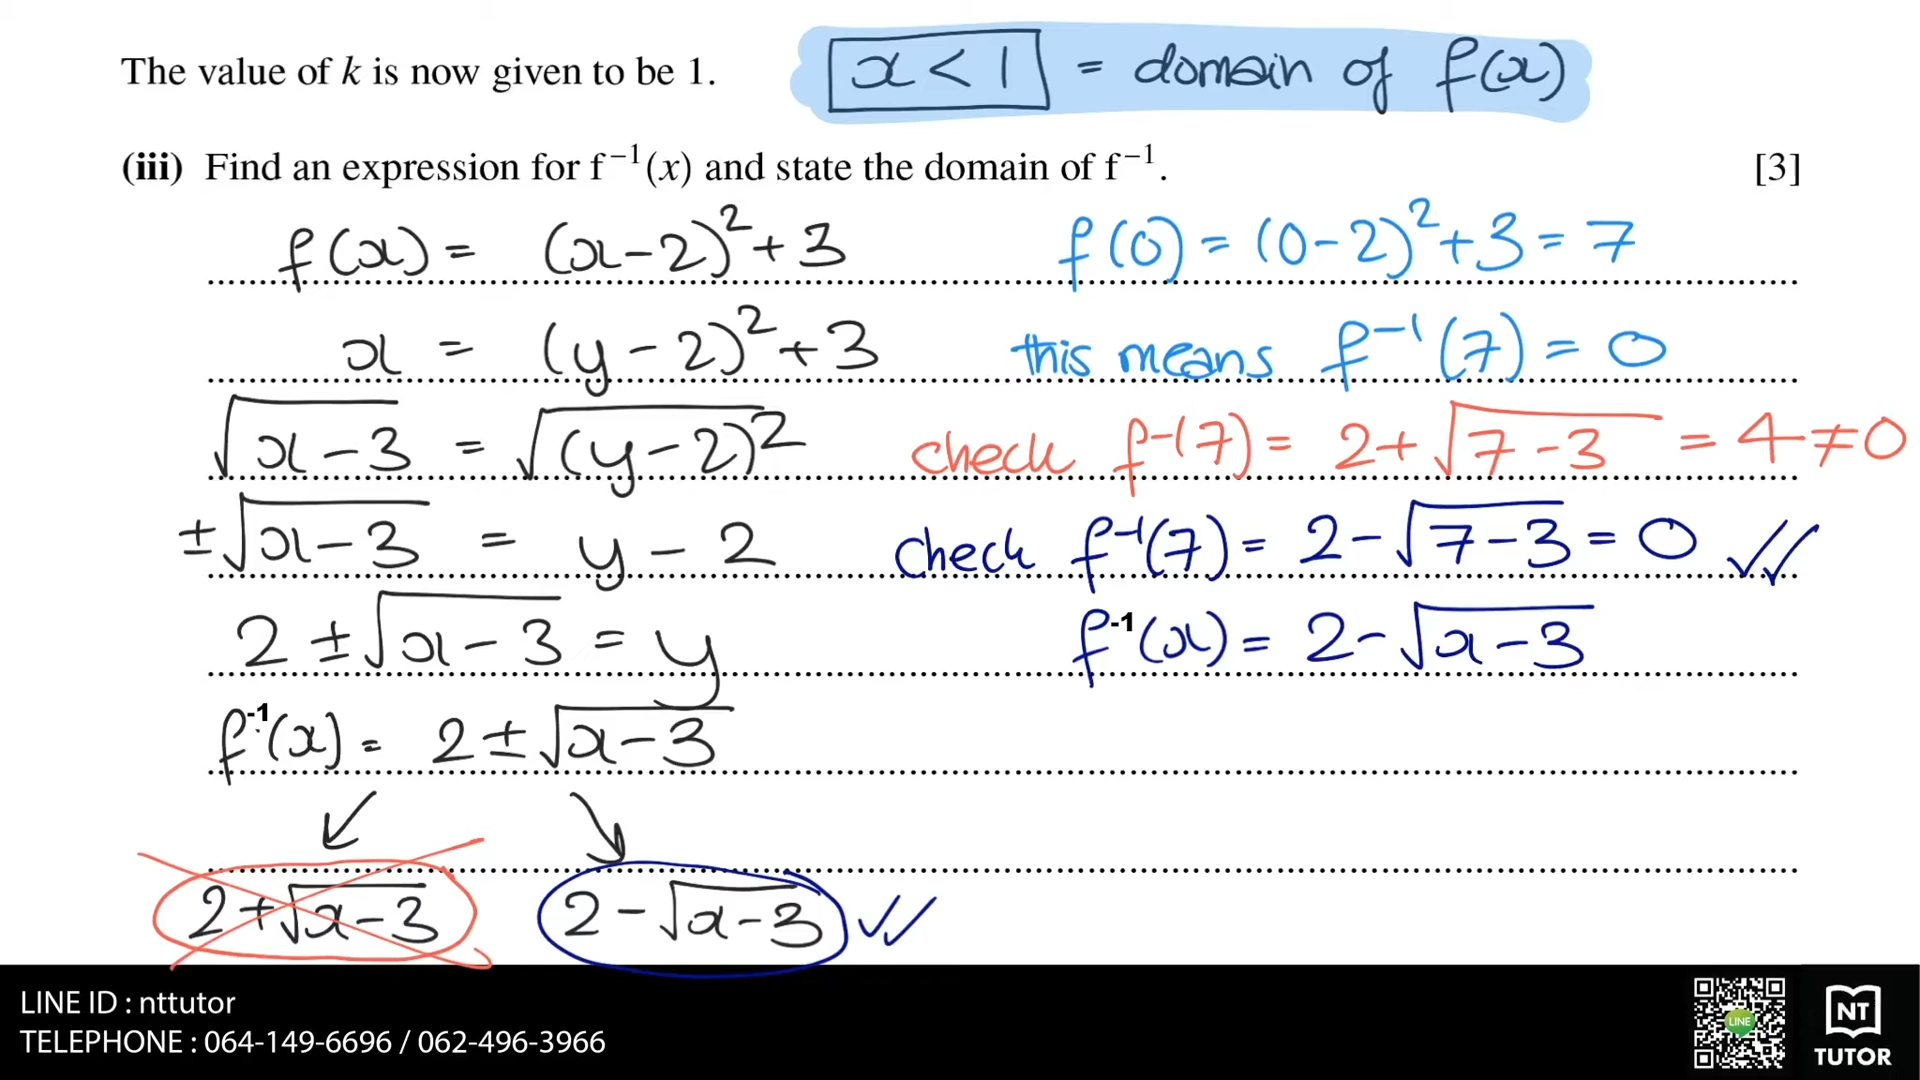 The value of k is now given to be 1.
x < 1 = domain of f(x)
(iii) Find an expression for f⁻¹(x) and state the domain of f⁻¹. [3]
f(x) = (x-2)² + 3
f(0) = (0-2)² + 3 = 7
x = (y-2)² + 3
this means f⁻¹(7) = 0
√(x-3) = √((y-2)²)
check f⁻¹(7) = 2+√(7-3) = 4 ≠ 0
±√(x-3) = y - 2
check f⁻¹(7) = 2-√(7-3) = 0 ✓✓
2 ± √(x-3) = y
f⁻¹(x) = 2-√(x-3)
f⁻¹(x) = 2 ± √(x-3)
2+√(x-3)
2-√(x-3) ✓✓
LINE ID : nttutor
TELEPHONE : 064-149-6696 / 062-496-3966
LINE
NT
TUTOR